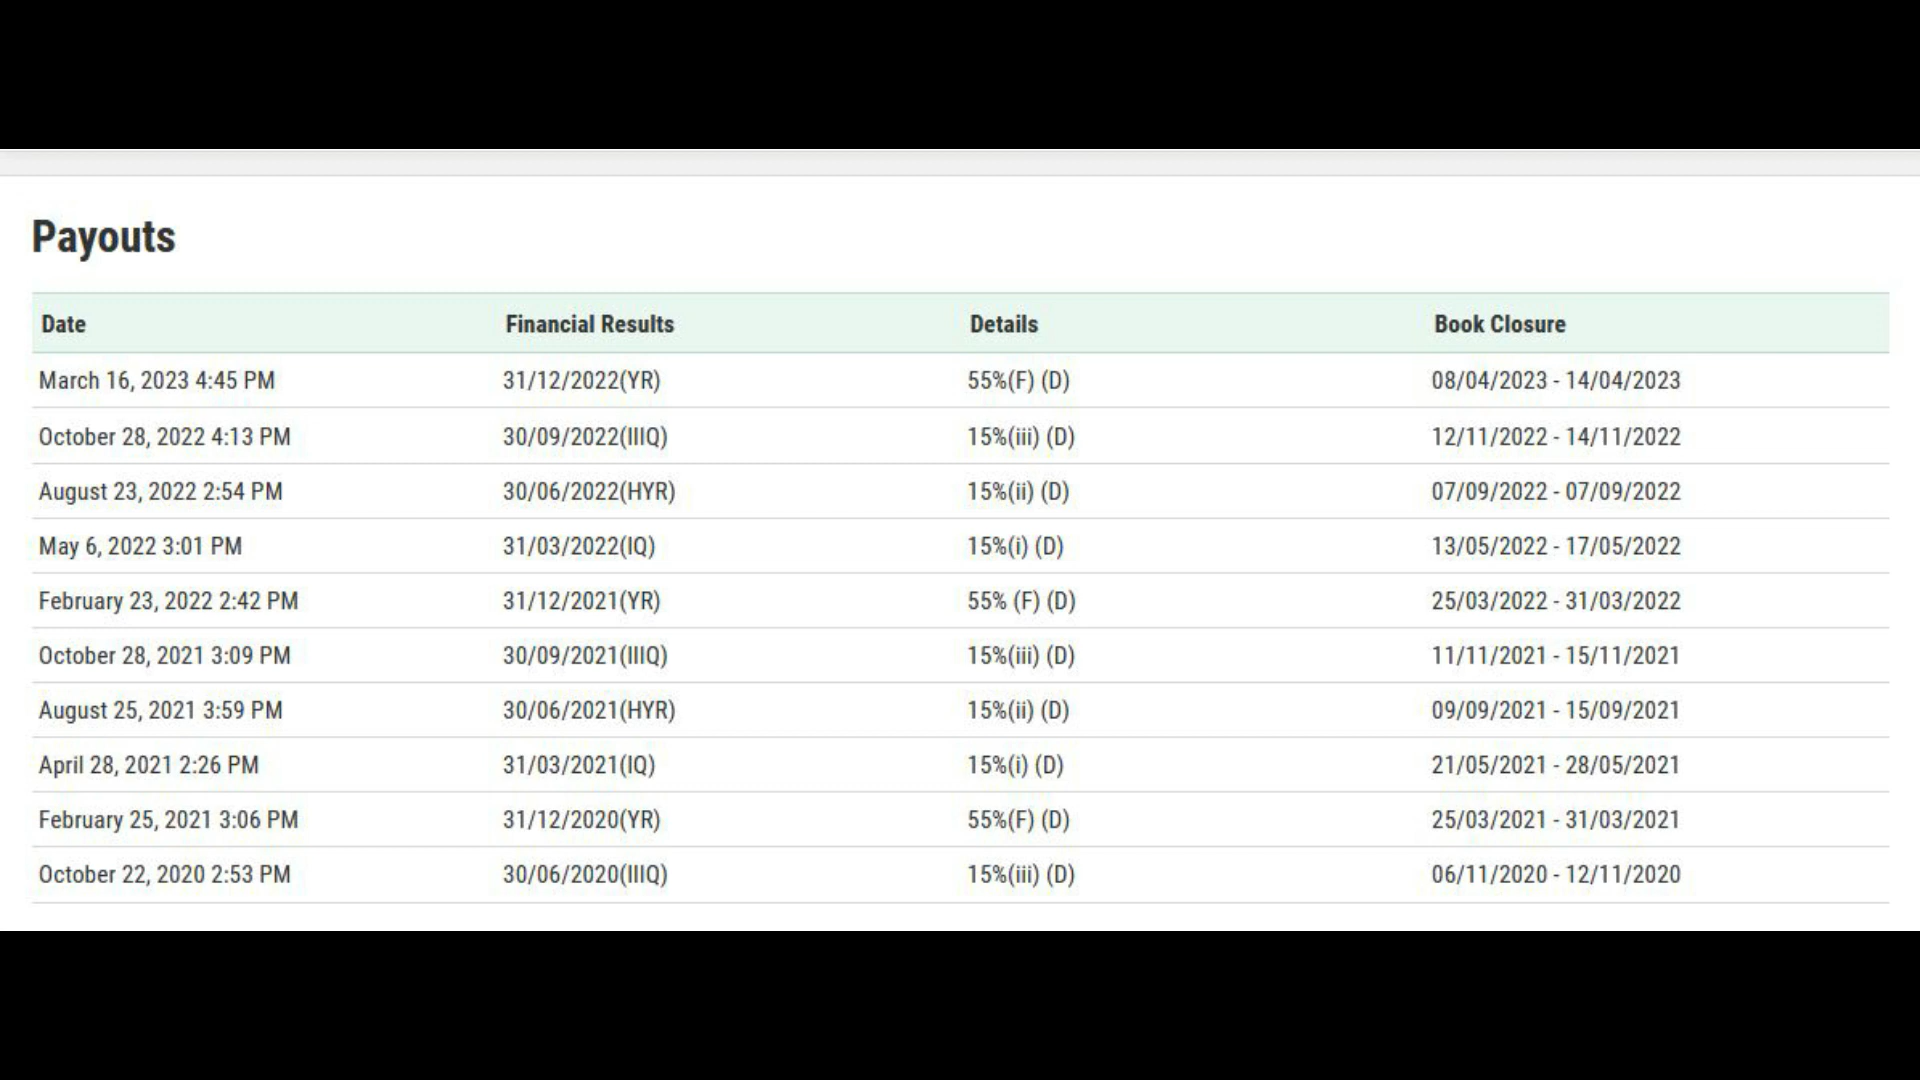 Payouts
Date Financial Results Details Book Closure
March 16, 2023 4:45 PM 31/12/2022(YR) 55%(F) (D) 08/04/2023 - 14/04/2023
October 28, 2022 4:13 PM 30/09/2022(IIIQ) 15%(iii) (D) 12/11/2022 - 14/11/2022
August 23, 2022 2:54 PM 30/06/2022(HYR) 15%(ii) (D) 07/09/2022 - 07/09/2022
May 6, 2022 3:01 PM 31/03/2022(IQ) 15%(i) (D) 13/05/2022 - 17/05/2022
February 23, 2022 2:42 PM 31/12/2021(YR) 55% (F) (D) 25/03/2022 - 31/03/2022
October 28, 2021 3:09 PM 30/09/2021(IIIQ) 15%(iii) (D) 11/11/2021 - 15/11/2021
August 25, 2021 3:59 PM 30/06/2021(HYR) 15%(ii) (D) 09/09/2021 - 15/09/2021
April 28, 2021 2:26 PM 31/03/2021(IQ) 15%(i) (D) 21/05/2021 - 28/05/2021
February 25, 2021 3:06 PM 31/12/2020(YR) 55%(F) (D) 25/03/2021 - 31/03/2021
October 22, 2020 2:53 PM 30/06/2020(IIIQ) 15%(iii) (D) 06/11/2020 - 12/11/2020